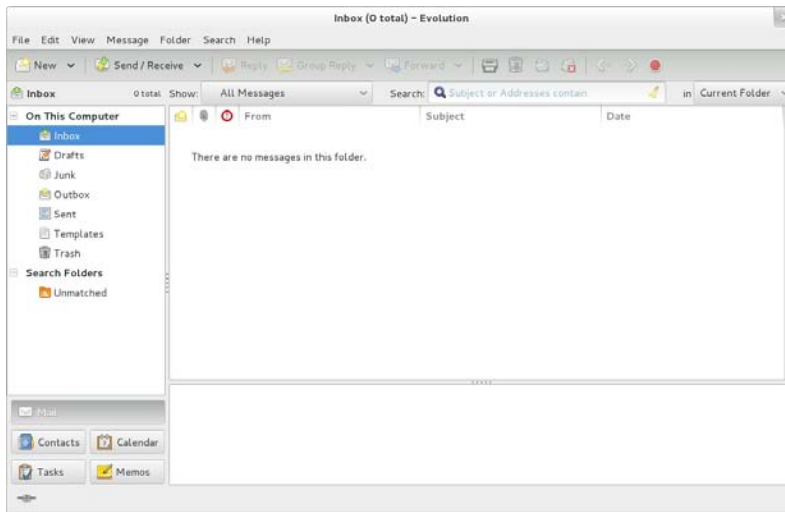 Inbox (0 total) – Evolution
File Edit View Message Folder Search Help
New Send / Receive Reply Group Reply Forward
Inbox 0 total Show: All Messages Search: Subject or Addresses contain in Current Folder
On This Computer
Inbox
Drafts
Junk
Outbox
Sent
Templates
Trash
Search Folders
Unmatched
From Subject Date
There are no messages in this folder.
Mail
Contacts Calendar
Tasks Memos